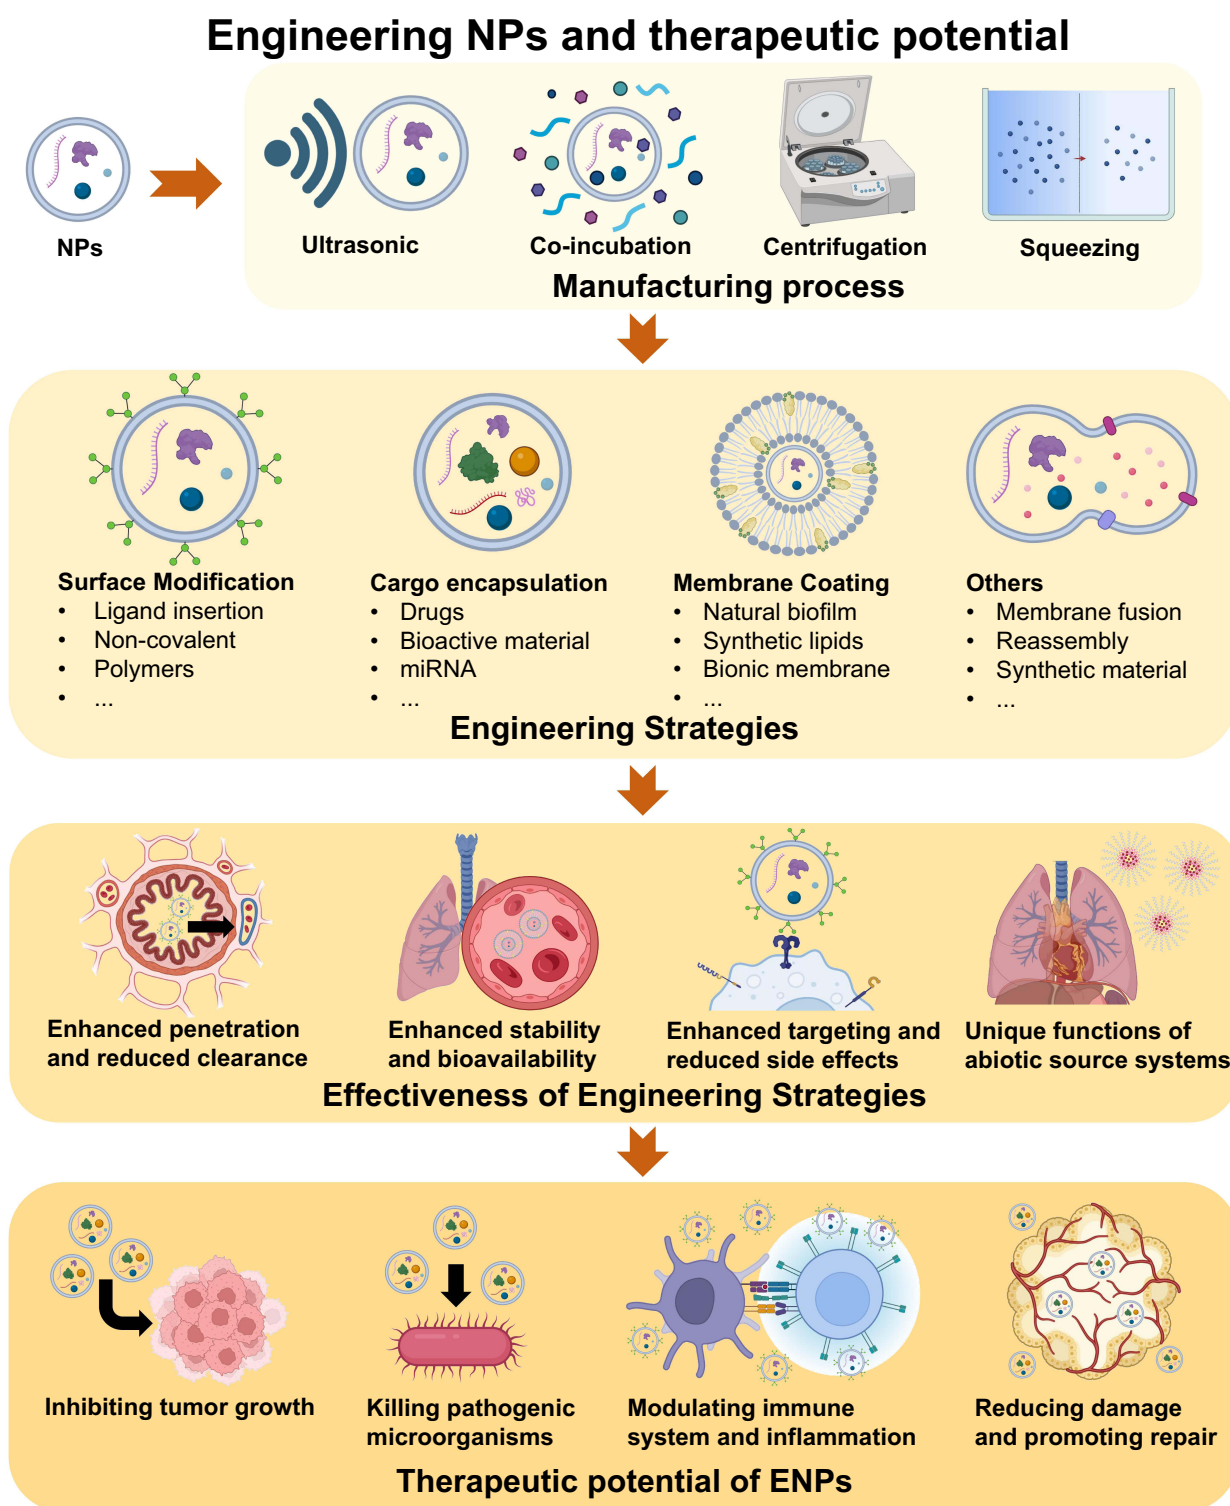 Engineering NPs and therapeutic potential
NPs
Ultrasonic
Co-incubation
Centrifugation
Squeezing
Manufacturing process
Surface Modification
• Ligand insertion
• Non-covalent
• Polymers
• ...
Cargo encapsulation
• Drugs
• Bioactive material
• miRNA
• ...
Membrane Coating
• Natural biofilm
• Synthetic lipids
• Bionic membrane
• ...
Others
• Membrane fusion
• Reassembly
• Synthetic material
• ...
Engineering Strategies
Enhanced penetration
and reduced clearance
Enhanced stability
and bioavailability
Enhanced targeting and
reduced side effects
Unique functions of
abiotic source systems
Effectiveness of Engineering Strategies
Inhibiting tumor growth
Killing pathogenic
microorganisms
Modulating immune
system and inflammation
Reducing damage
and promoting repair
Therapeutic potential of ENPs